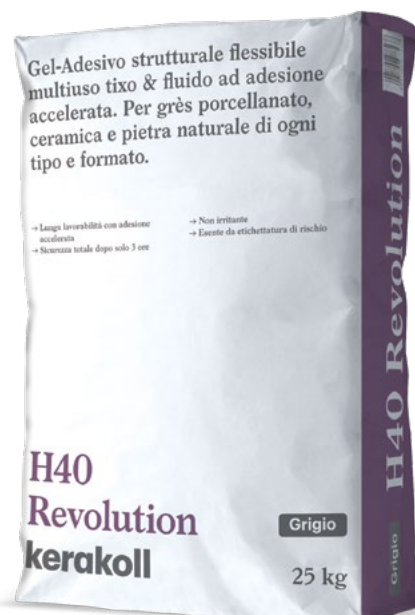 Gel-Adesivo strutturale flessibile
multiuso tixo & fluido ad adesione
accelerata. Per grès porcellanato,
ceramica e pietra naturale di ogni
tipo e formato.
→ Lunga lavorabilità con adesione
accelerata
→ Sicurezza totale dopo solo 3 ore
→ Non irritante
→ Esente da etichettatura di rischio
H40
Revolution
kerakoll
Grigio
25 kg
H40 Revolution
Grigio